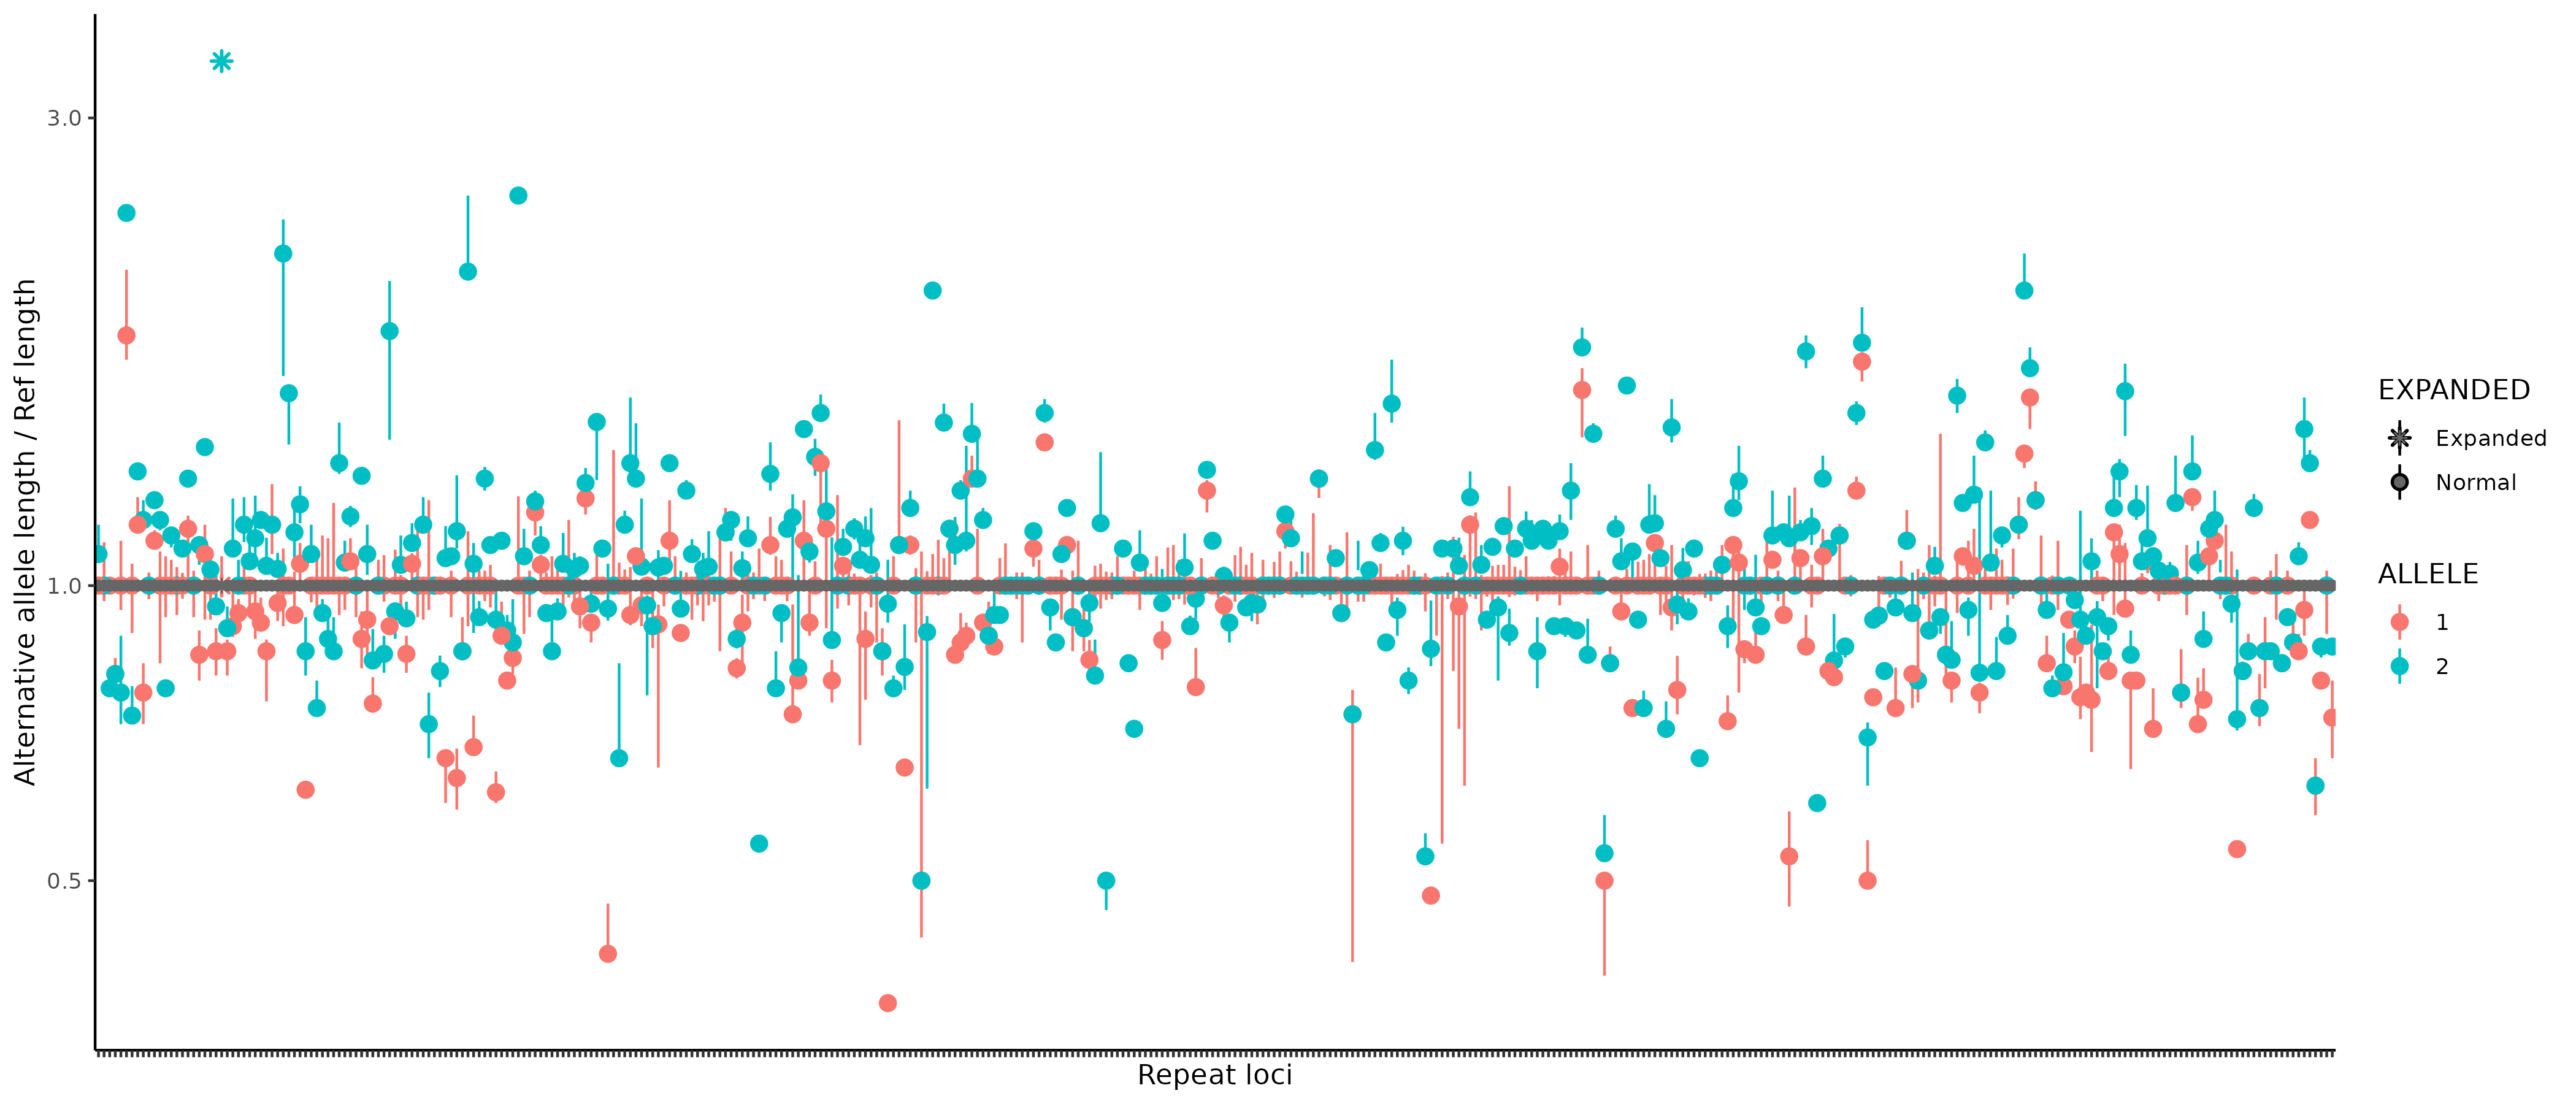 Alternative allele length / Ref length
3.0
1.0
0.5
Repeat loci
EXPANDED
Expanded
Normal
ALLELE
1
2